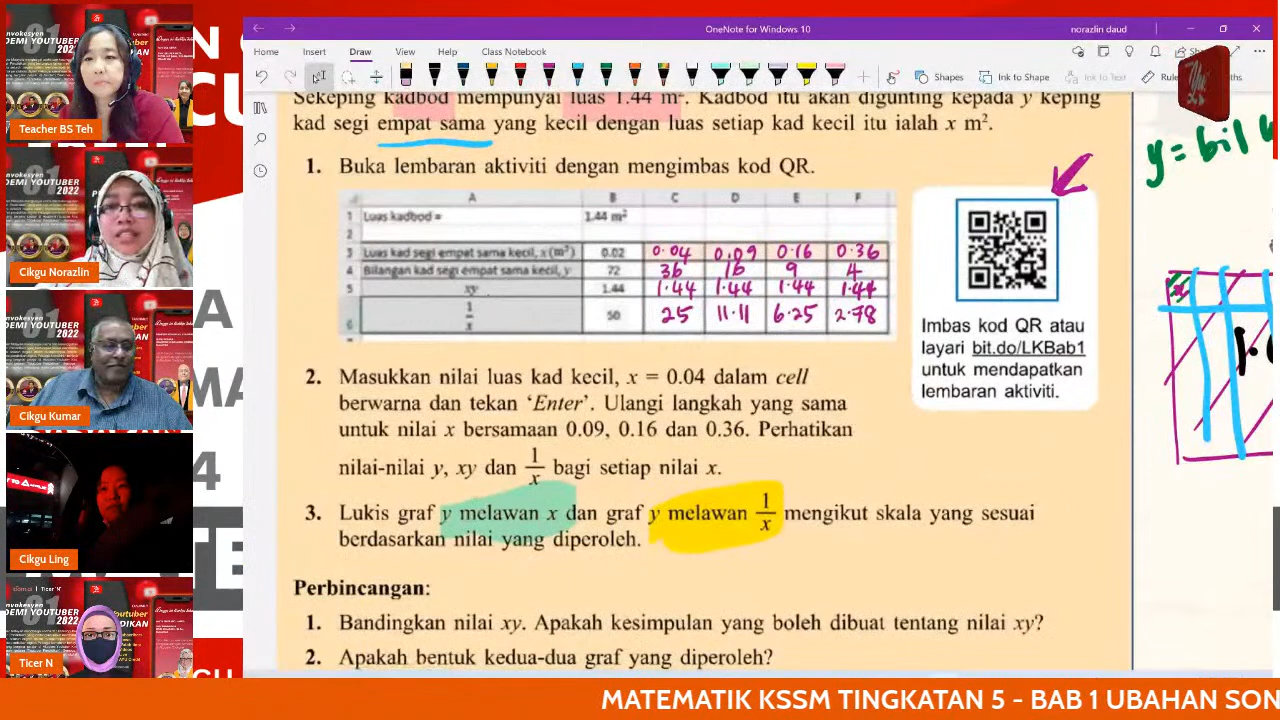 OneNote for Windows 10
norazlin daud
Home Insert Draw View Help Class Notebook
Shapes
Ink to Shape
Ink to Text
Sekeping kadbod mempunyai luas 1.44 m². Kadbod itu akan digunting kepada y keping
kad segi empat sama yang kecil dengan luas setiap kad kecil itu ialah x m².
1. Buka lembaran aktiviti dengan mengimbas kod QR.
A B C D E F
1 Luas kadbod = 1.44 m²
2
3 Luas kad segi empat sama kecil, x (m²) 0.02 0.04 0.09 0.16 0.36
4 Bilangan kad segi empat sama kecil, y 72 36 16 9 4
5 xy 1.44 1.44 1.44 1.44 1.44
6 1/x 50 25 11.11 6.25 2.78
Imbas kod QR atau
layari bit.do/LKBab1
untuk mendapatkan
lembaran aktiviti.
y = bil
2. Masukkan nilai luas kad kecil, x = 0.04 dalam cell
berwarna dan tekan ‘Enter’. Ulangi langkah yang sama
untuk nilai x bersamaan 0.09, 0.16 dan 0.36. Perhatikan
nilai-nilai y, xy dan 1/x bagi setiap nilai x.
3. Lukis graf y melawan x dan graf y melawan 1/x mengikut skala yang sesuai
berdasarkan nilai yang diperoleh.
Perbincangan:
1. Bandingkan nilai xy. Apakah kesimpulan yang boleh dibuat tentang nilai xy?
2. Apakah bentuk kedua-dua graf yang diperoleh?
Teacher BS Teh
Cikgu Norazlin
Cikgu Kumar
Cikgu Ling
Ticer N
MATEMATIK KSSM TINGKATAN 5 - BAB 1 UBAHAN SON